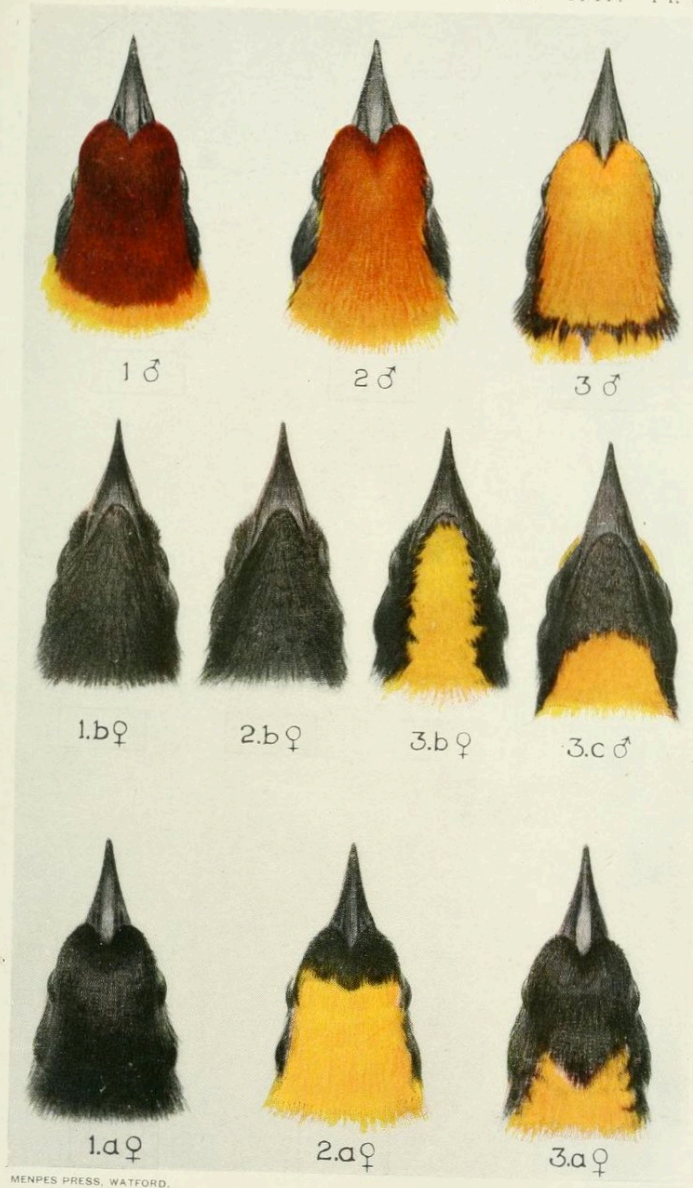 1 ♂
2 ♂
3 ♂
1.b ♀
2.b ♀
3.b ♀
3.c ♂
1.a ♀
2.a ♀
3.a ♀
MENPES PRESS, WATFORD.